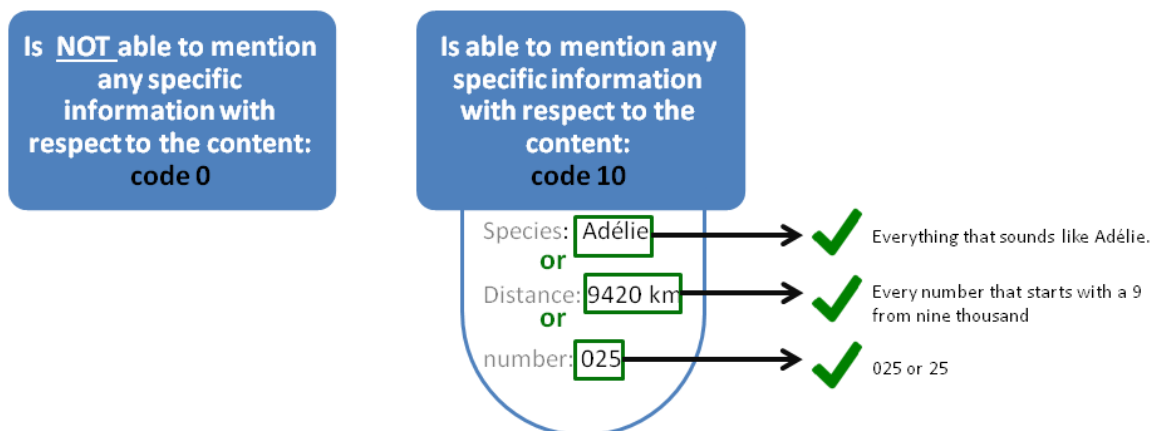 Is NOT able to mention
any specific
information with
respect to the content:
code 0
Is able to mention any
specific information
with respect to the
content:
code 10
Species: Adélie
Everything that sounds like Adélie.
or
Distance: 9420 km
Every number that starts with a 9
from nine thousand
or
number: 025
025 or 25